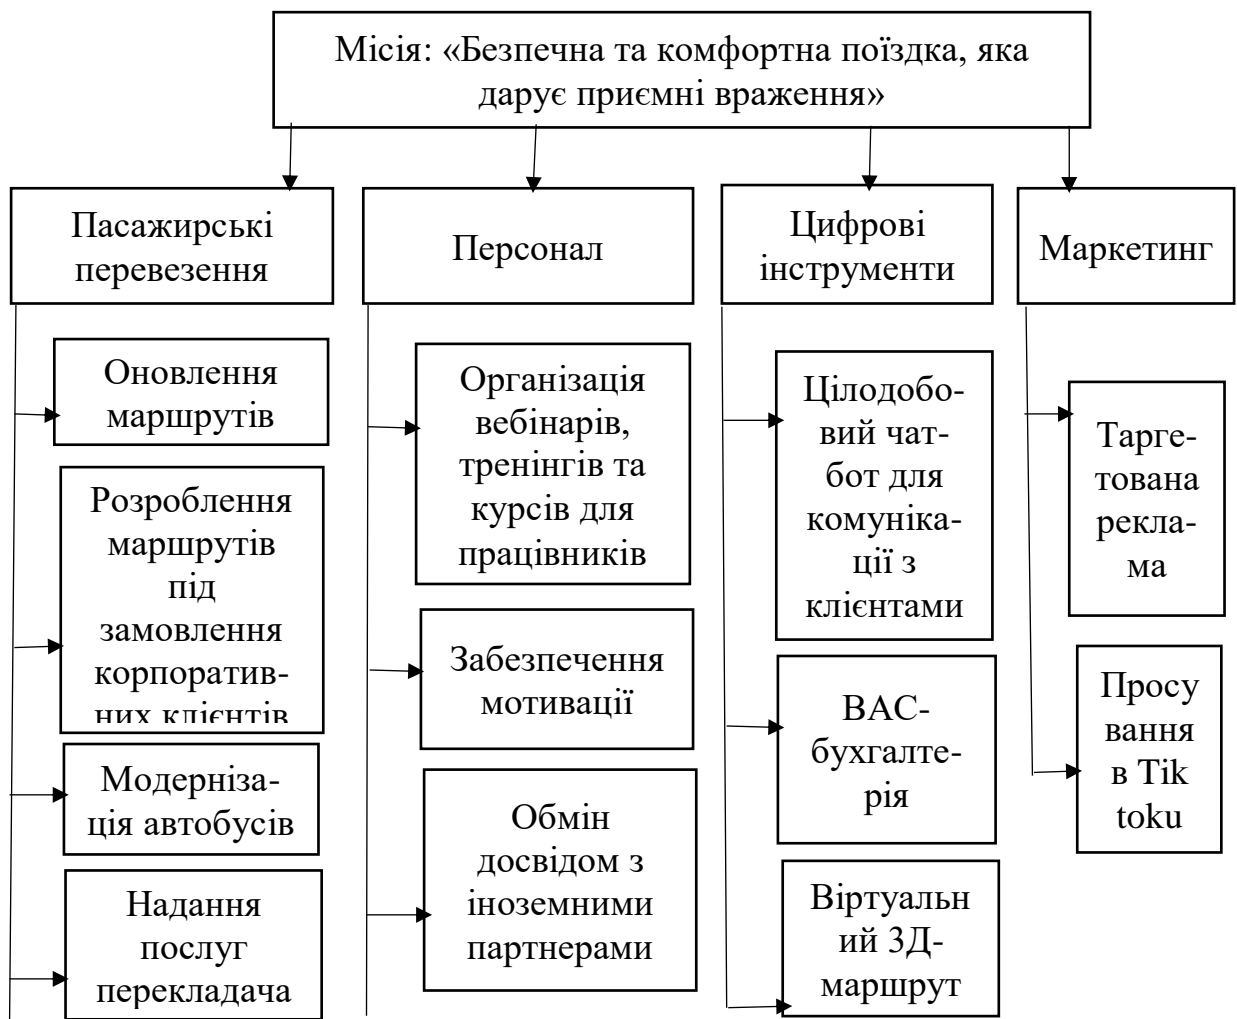 Місія: «Безпечна та комфортна поїздка, яка
дарує приємні враження»
Пасажирські
перевезення
Персонал
Цифрові
інструменти
Маркетинг
Оновлення
маршрутів
Розроблення
маршрутів
під
замовлення
корпоратив-
них клієнтів
Модерніза-
ція автобусів
Надання
послуг
перекладача
Організація
вебінарів,
тренінгів та
курсів для
працівників
Забезпечення
мотивації
Обмін
досвідом з
іноземними
партнерами
Цілодобо-
вий чат-
бот для
комуніка-
ції з
клієнтами
ВАС-
бухгалте-
рія
Віртуальн
ий 3Д-
маршрут
Тарге-
тована
рекла-
ма
Просу
вання
в Tik
toku